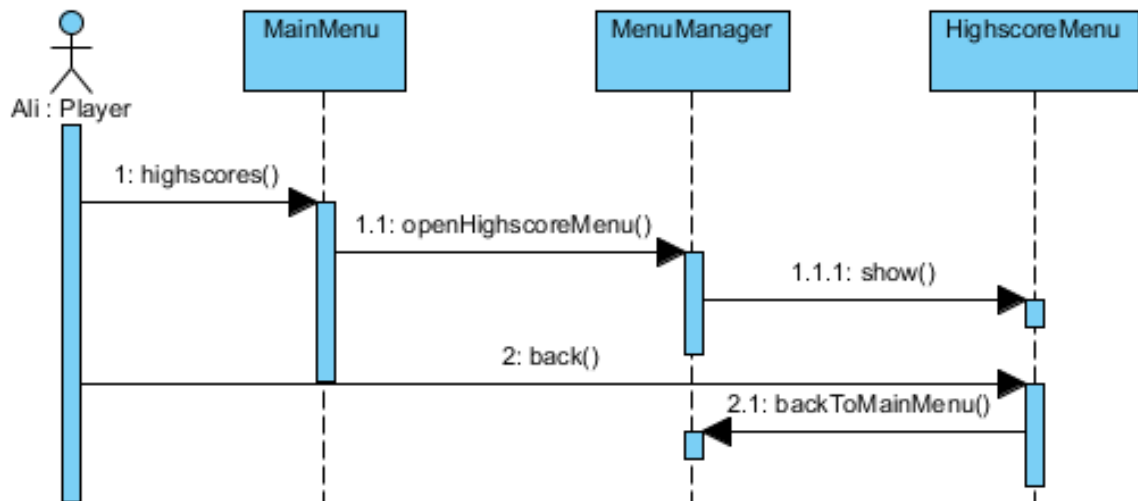 MainMenu
MenuManager
HighscoreMenu
Ali : Player
1: highscores()
1.1: openHighscoreMenu()
1.1.1: show()
2: back()
2.1: backToMainMenu()